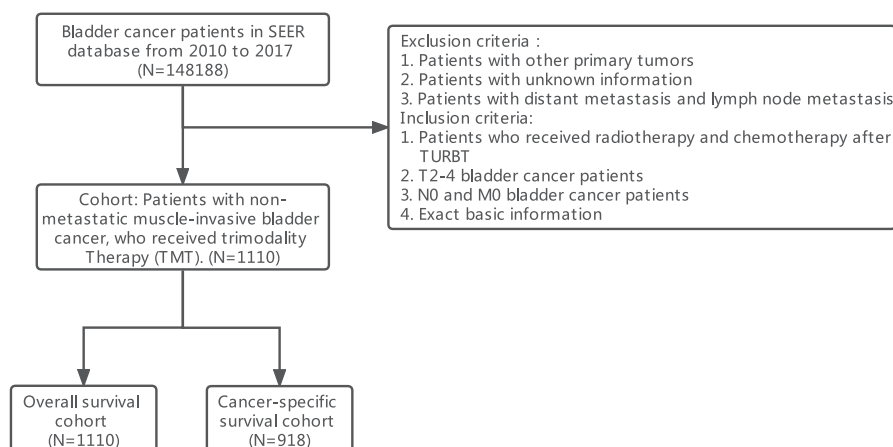 Bladder cancer patients in SEER
database from 2010 to 2017
(N=148188)
Exclusion criteria :
1. Patients with other primary tumors
2. Patients with unknown information
3. Patients with distant metastasis and lymph node metastasis
Inclusion criteria:
1. Patients who received radiotherapy and chemotherapy after
TURBT
2. T2-4 bladder cancer patients
3. N0 and M0 bladder cancer patients
4. Exact basic information
Cohort: Patients with non-
metastatic muscle-invasive bladder
cancer, who received trimodality
Therapy (TMT). (N=1110)
Overall survival
cohort
(N=1110)
Cancer-specific
survival cohort
(N=918)